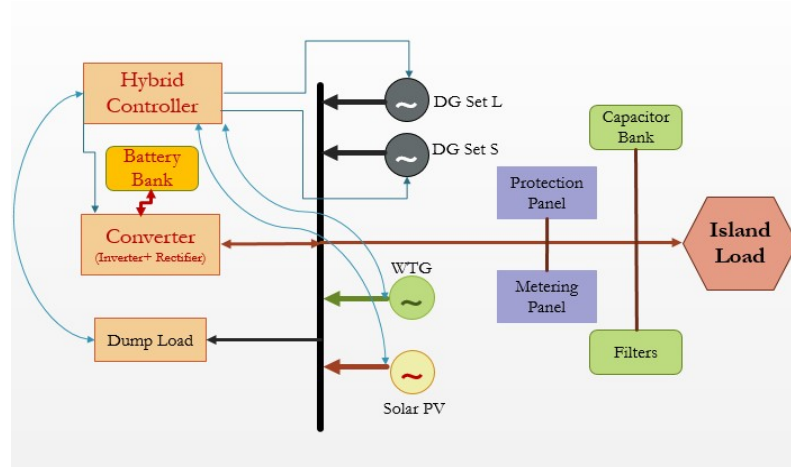 Hybrid
Controller
Battery
Bank
Converter
(Inverter+ Rectifier)
Dump Load
~
DG Set L
~
DG Set S
WTG
~
~
Solar PV
Protection
Panel
Metering
Panel
Capacitor
Bank
Filters
Island
Load